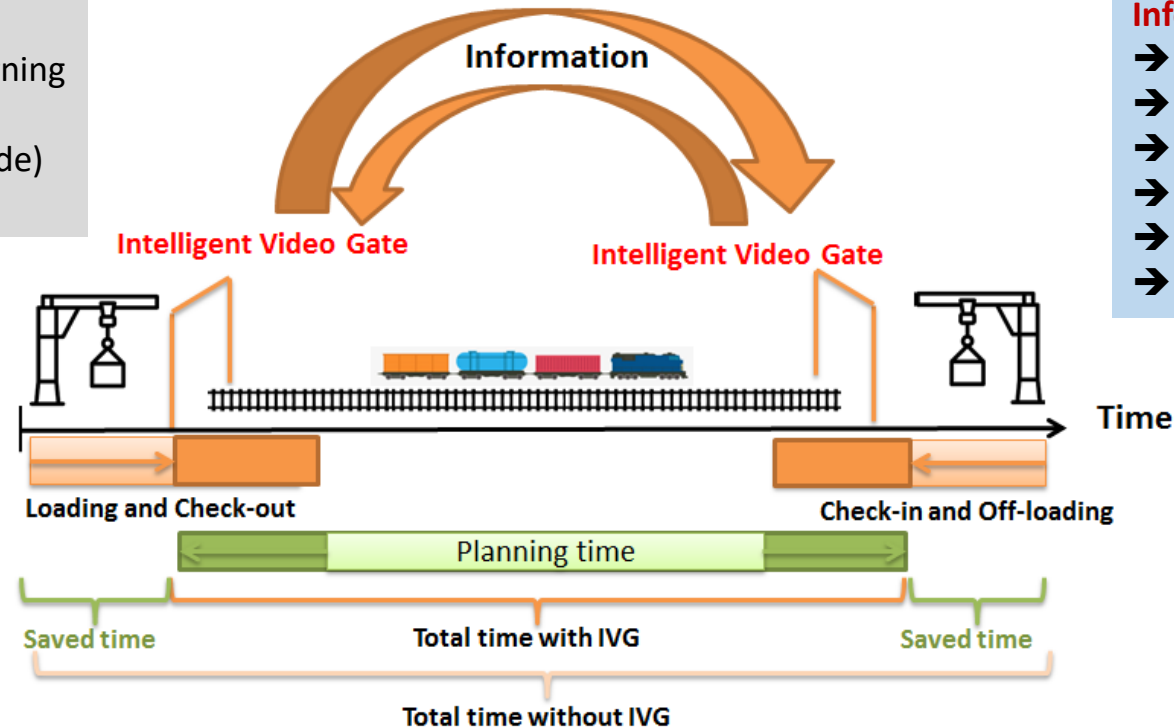 ning
de)
Inf
Information
Intelligent Video Gate
Intelligent Video Gate
Time
Loading and Check-out
Check-in and Off-loading
Planning time
Saved time
Total time with IVG
Saved time
Total time without IVG